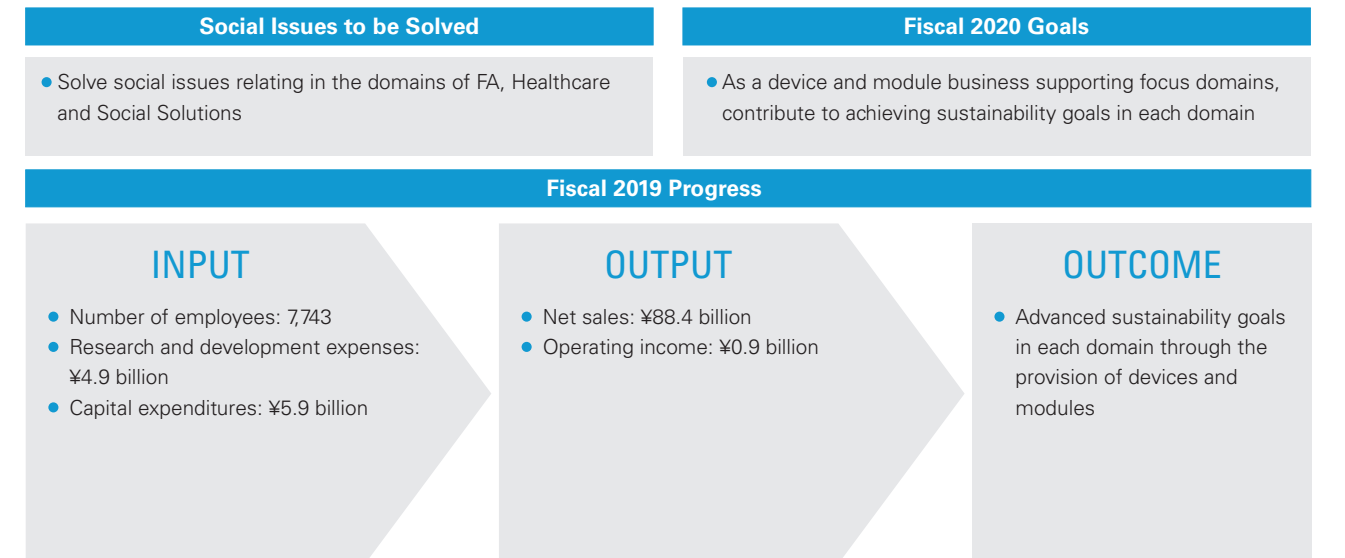 Social Issues to be Solved
● Solve social issues relating in the domains of FA, Healthcare
and Social Solutions
Fiscal 2020 Goals
● As a device and module business supporting focus domains,
contribute to achieving sustainability goals in each domain
Fiscal 2019 Progress
INPUT
● Number of employees: 7,743
● Research and development expenses:
¥4.9 billion
● Capital expenditures: ¥5.9 billion
OUTPUT
● Net sales: ¥88.4 billion
● Operating income: ¥0.9 billion
OUTCOME
● Advanced sustainability goals
in each domain through the
provision of devices and
modules